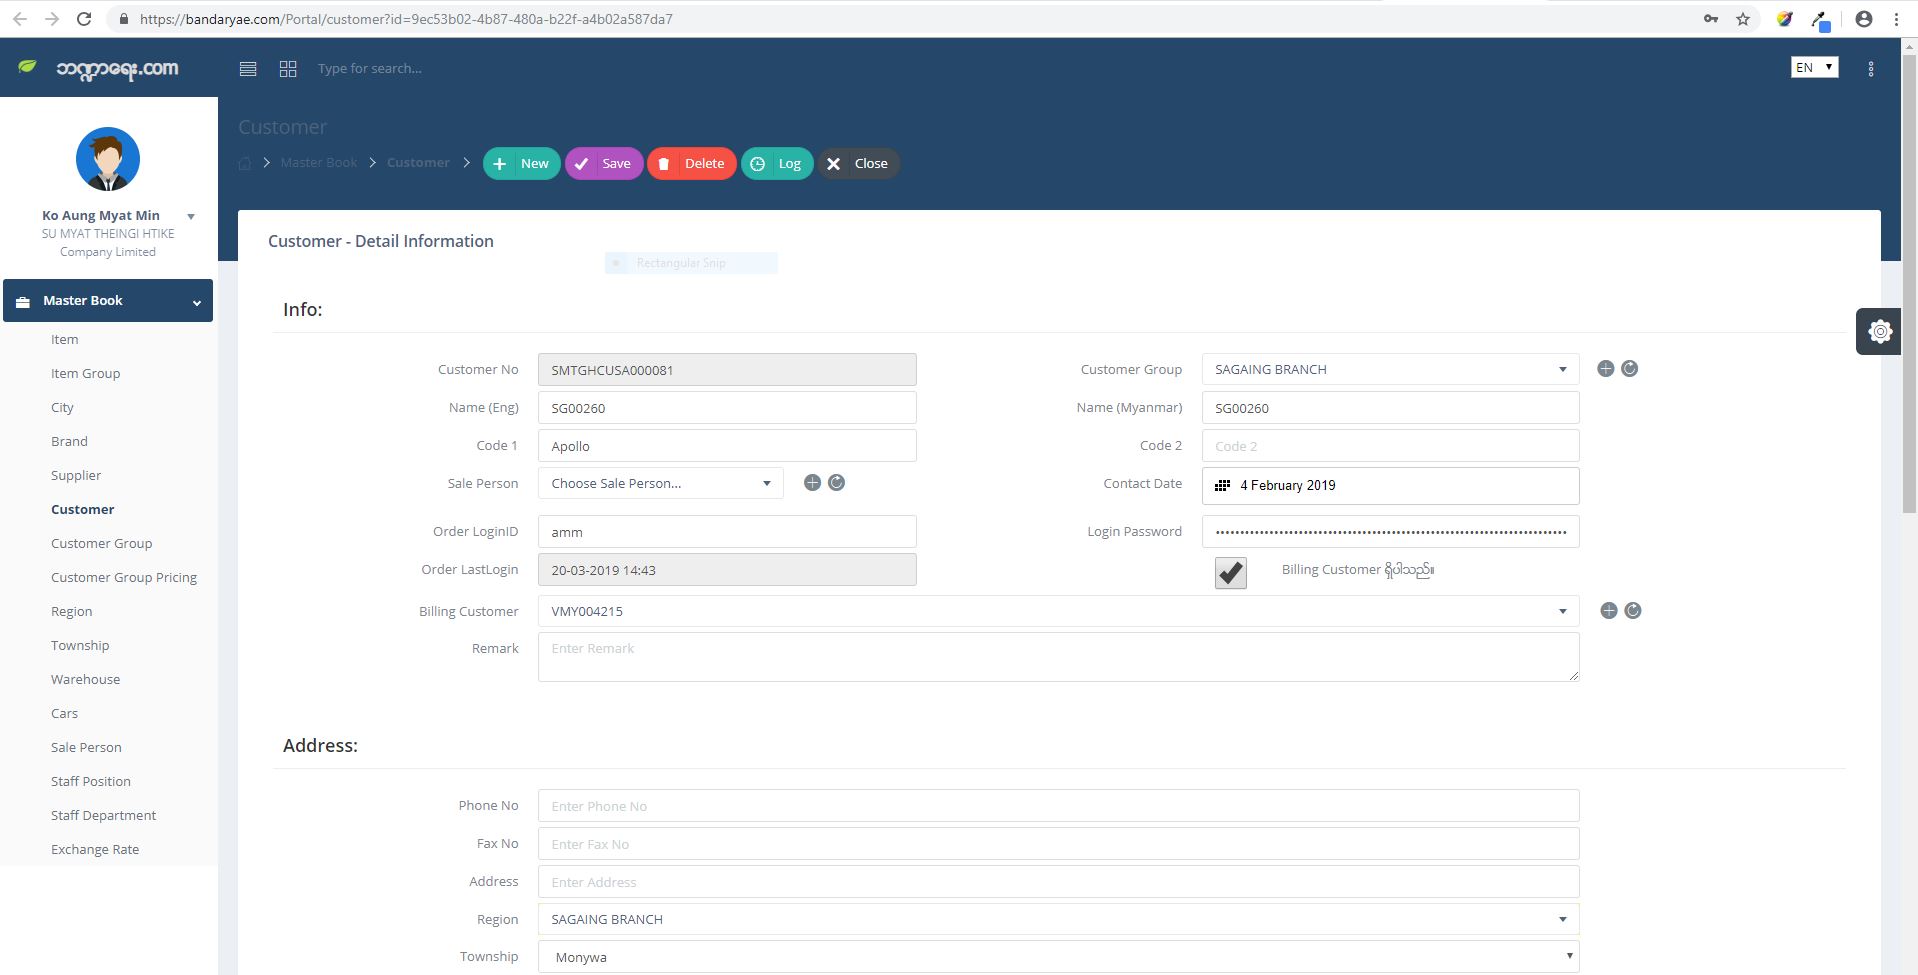 https://bandaryae.com/Portal/customer?id=9ec53b02-4b87-480a-b22f-a4b02a587da7
ဘဏ္ဍာရေး.com
Type for search...
EN
Customer
Master Book
Customer
New
Save
Delete
Log
Close
Ko Aung Myat Min
SU MYAT THEINGI HTIKE
Company Limited
Master Book
Item
Item Group
City
Brand
Supplier
Customer
Customer Group
Customer Group Pricing
Region
Township
Warehouse
Cars
Sale Person
Staff Position
Staff Department
Exchange Rate
Customer - Detail Information
Rectangular Snip
Info:
Customer No SMTGHCUSA000081
Customer Group SAGAING BRANCH
Name (Eng) SG00260
Name (Myanmar) SG00260
Code 1 Apollo
Code 2 Code 2
Sale Person Choose Sale Person...
Contact Date 4 February 2019
Order LoginID amm
Login Password
Order LastLogin 20-03-2019 14:43
Billing Customer ရှိပါသည်။
Billing Customer VMY004215
Remark Enter Remark
Address:
Phone No Enter Phone No
Fax No Enter Fax No
Address Enter Address
Region SAGAING BRANCH
Township Monywa